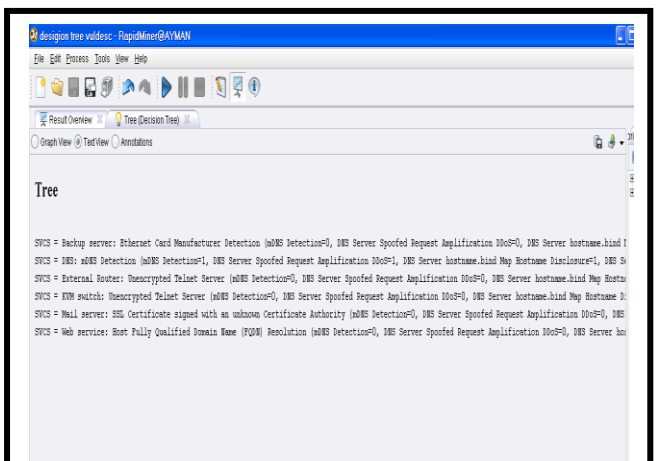 desigion tree vuldesc - RapidMiner@AYMAN
File Edit Process Tools View Help
Result Overview Tree (Decision Tree)
Graph View Text View Annotations
Tree
SVCS = Backup server: Ethernet Card Manufacturer Detection {mDNS Detection=0, DNS Server Spoofed Request Amplification DDoS=0, DNS Server hostname.bind
SVCS = DNS: mDNS Detection {mDNS Detection=1, DNS Server Spoofed Request Amplification DDoS=1, DNS Server hostname.bind Map Hostname Disclosure=1, DNS
SVCS = External Router: Unencrypted Telnet Server {mDNS Detection=0, DNS Server Spoofed Request Amplification DDoS=0, DNS Server hostname.bind Map
SVCS = KVM switch: Unencrypted Telnet Server {mDNS Detection=0, DNS Server Spoofed Request Amplification DDoS=0, DNS Server hostname.bind Map Hostname
SVCS = Mail server: SSL Certificate signed with an unknown Certificate Authority {mDNS Detection=0, DNS Server Spoofed Request Amplification DDoS=0, DNS
SVCS = Web service: Host Fully Qualified Domain Name (FQDN) Resolution {mDNS Detection=0, DNS Server Spoofed Request Amplification DDoS=0, DNS Server